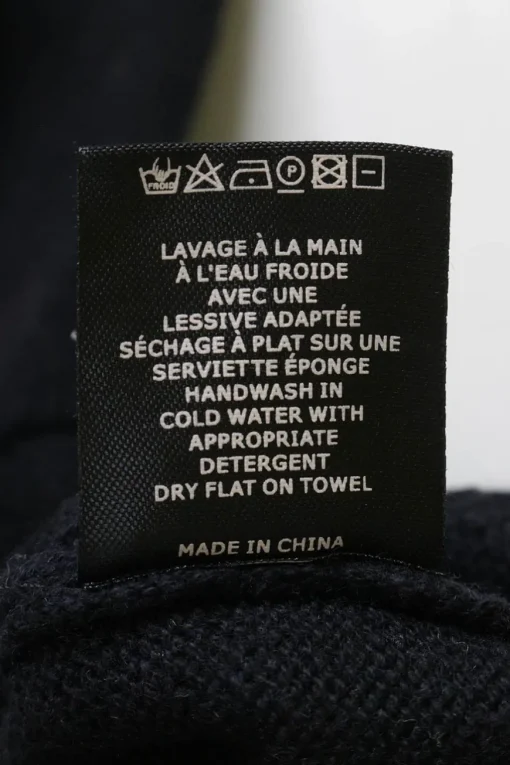 FROID
P
LAVAGE À LA MAIN
À L'EAU FROIDE
AVEC UNE
LESSIVE ADAPTÉE
SÉCHAGE À PLAT SUR UNE
SERVIETTE ÉPONGE
HANDWASH IN
COLD WATER WITH
APPROPRIATE
DETERGENT
DRY FLAT ON TOWEL
MADE IN CHINA